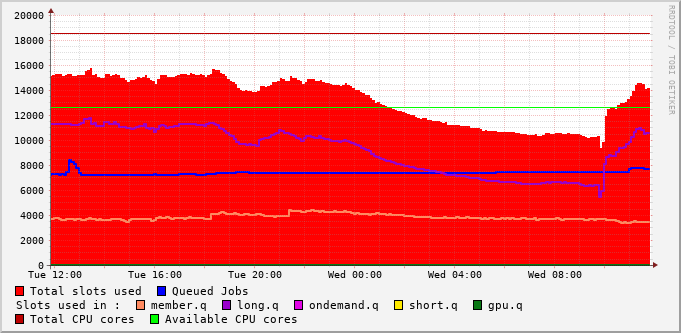 RRDTOOL / TOBI OETIKER
20000
18000
16000
14000
12000
10000
8000
6000
4000
2000
0
Tue 12:00 Tue 16:00 Tue 20:00 Wed 00:00 Wed 04:00 Wed 08:00
Total slots used Queued Jobs
Slots used in : member.q long.q ondemand.q short.q gpu.q
Total CPU cores Available CPU cores